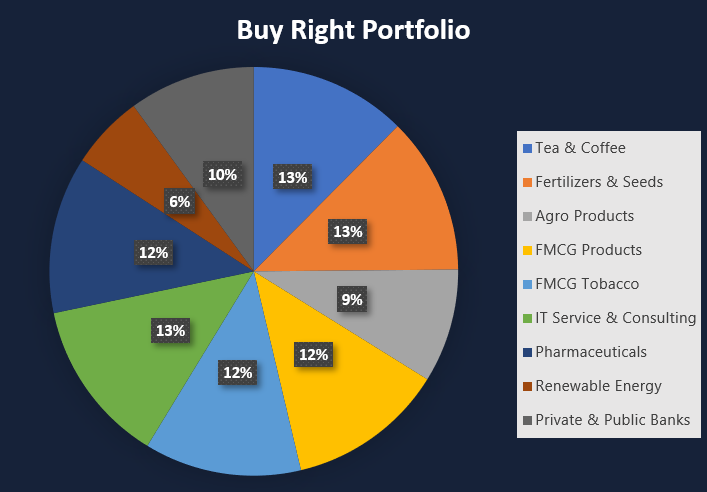 Buy Right Portfolio
10%
13%
6%
13%
12%
9%
13%
12%
12%
Tea & Coffee
Fertilizers & Seeds
Agro Products
FMCG Products
FMCG Tobacco
IT Service & Consulting
Pharmaceuticals
Renewable Energy
Private & Public Banks